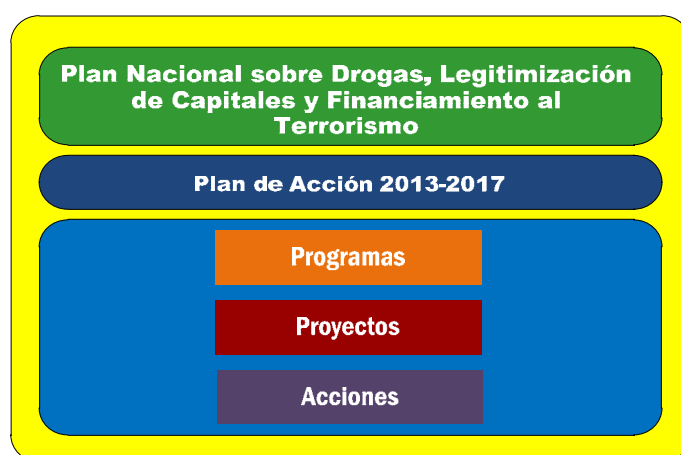 Plan Nacional sobre Drogas, Legitimización
de Capitales y Financiamiento al
Terrorismo
Plan de Acción 2013-2017
Programas
Proyectos
Acciones